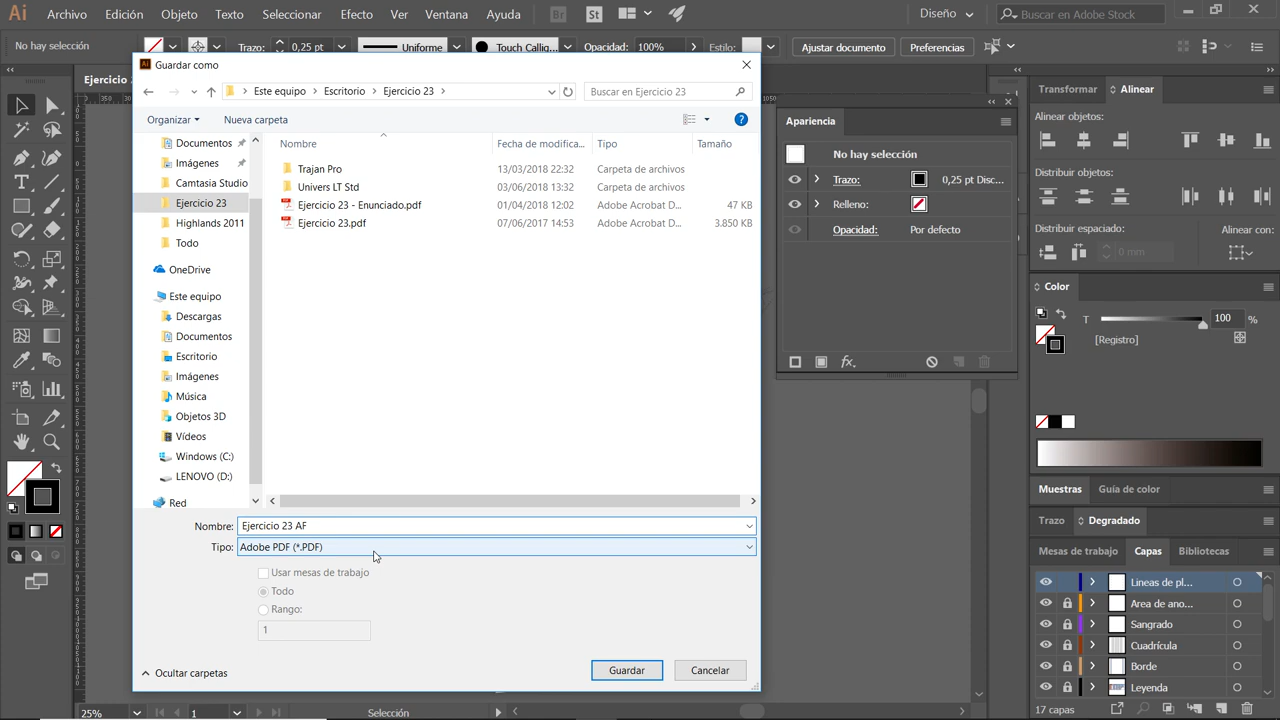 Ai Archivo Edición Objeto Texto Seleccionar Efecto Ver Ventana Ayuda Br St Diseño Buscar en Adobe Stock
No hay selección Trazo: 0,25 pt Uniforme Touch Callig... Opacidad: 100% Estilo: Ajustar documento Preferencias
Ejercicio
Guardar como
Este equipo Escritorio Ejercicio 23 Buscar en Ejercicio 23
Organizar Nueva carpeta
Nombre Fecha de modifica... Tipo Tamaño
Trajan Pro 13/03/2018 22:32 Carpeta de archivos
Univers LT Std 03/06/2018 13:32 Carpeta de archivos
Ejercicio 23 - Enunciado.pdf 01/04/2018 12:02 Adobe Acrobat D... 47 KB
Ejercicio 23.pdf 07/06/2017 14:53 Adobe Acrobat D... 3.850 KB
Documentos
Imágenes
Camtasia Studio
Ejercicio 23
Highlands 2011
Todo
OneDrive
Este equipo
Descargas
Documentos
Escritorio
Imágenes
Música
Objetos 3D
Vídeos
Windows (C:)
LENOVO (D:)
Red
Nombre: Ejercicio 23 AF
Tipo: Adobe PDF (*.PDF)
Usar mesas de trabajo
Todo
Rango:
1
Ocultar carpetas Guardar Cancelar
25% 1 Selección
Apariencia
No hay selección
Trazo: 0,25 pt Disc...
Relleno:
Opacidad: Por defecto
fx
Transformar Alinear
Alinear objetos:
Distribuir objetos:
Distribuir espaciado: Alinear con:
0 mm
Color
T 100 %
[Registro]
Muestras Guía de color
Trazo Degradado
Mesas de trabajo Capas Bibliotecas
Lineas de pl...
Area de ano...
Sangrado
Cuadrícula
Borde
Leyenda
17 capas